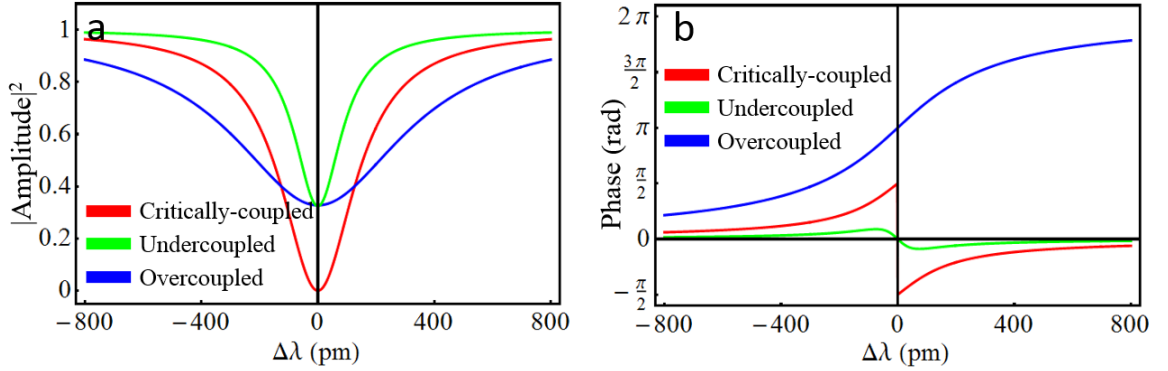 a
|Amplitude|²
1
0.8
0.6
0.4
0.2
0
Critically-coupled
Undercoupled
Overcoupled
−800
−400
0
400
800
Δλ (pm)
b
Phase (rad)
2 π
3 π / 2
π
π / 2
0
− π / 2
Critically-coupled
Undercoupled
Overcoupled
−800
−400
0
400
800
Δλ (pm)